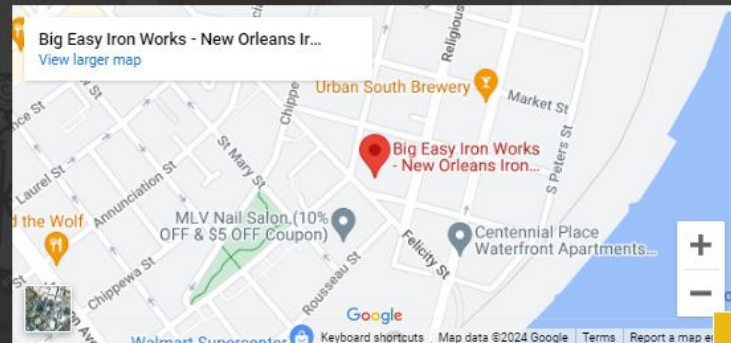 Big Easy Iron Works - New Orleans Ir...
View larger map
Religious
Chippe
Urban South Brewery
Market St
St Mary St
Big Easy Iron Works
- New Orleans Iron...
S Peters St
Laurel St
Annunciation St
d the Wolf
MLV Nail Salon (10%
OFF & $5 OFF Coupon)
Centennial Place
Waterfront Apartments...
Felicity St
Chippewa St
Rousseau St
Google
Walmart Supercenter
Keyboard shortcuts
Map data ©2024 Google
Terms
Report a map er